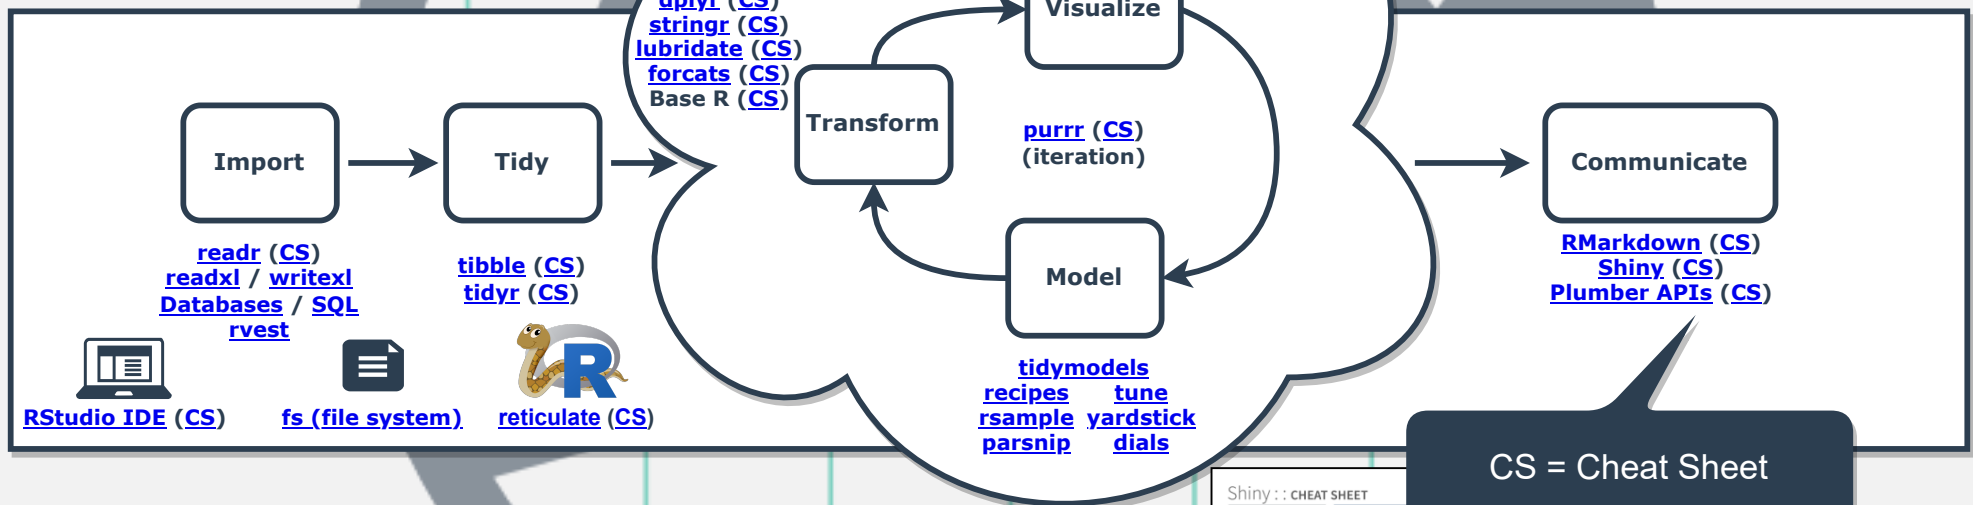 dplyr (CS)
stringr (CS)
lubridate (CS)
forcats (CS)
Base R (CS)
Visualize
Transform
purrr (CS)
(iteration)
Import
Tidy
Communicate
readr (CS)
readxl / writexl
Databases / SQL
rvest
tibble (CS)
tidyr (CS)
Model
RMarkdown (CS)
Shiny (CS)
Plumber APIs (CS)
R
RStudio IDE (CS)
fs (file system)
reticulate (CS)
tidymodels
recipes tune
rsample yardstick
parsnip dials
CS = Cheat Sheet
Shiny : : CHEAT SHEET